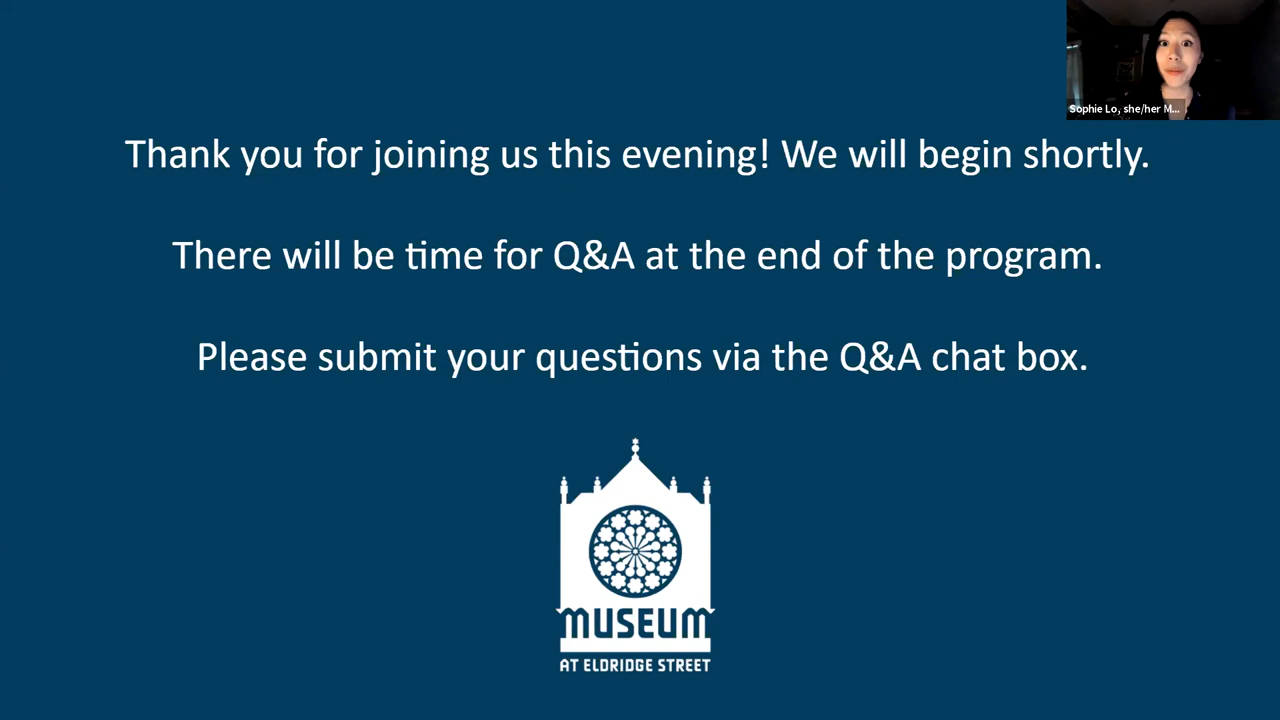 Sophie Lo, she/her M...
Thank you for joining us this evening! We will begin shortly.
There will be time for Q&A at the end of the program.
Please submit your questions via the Q&A chat box.
MUSEUM
AT ELDRIDGE STREET